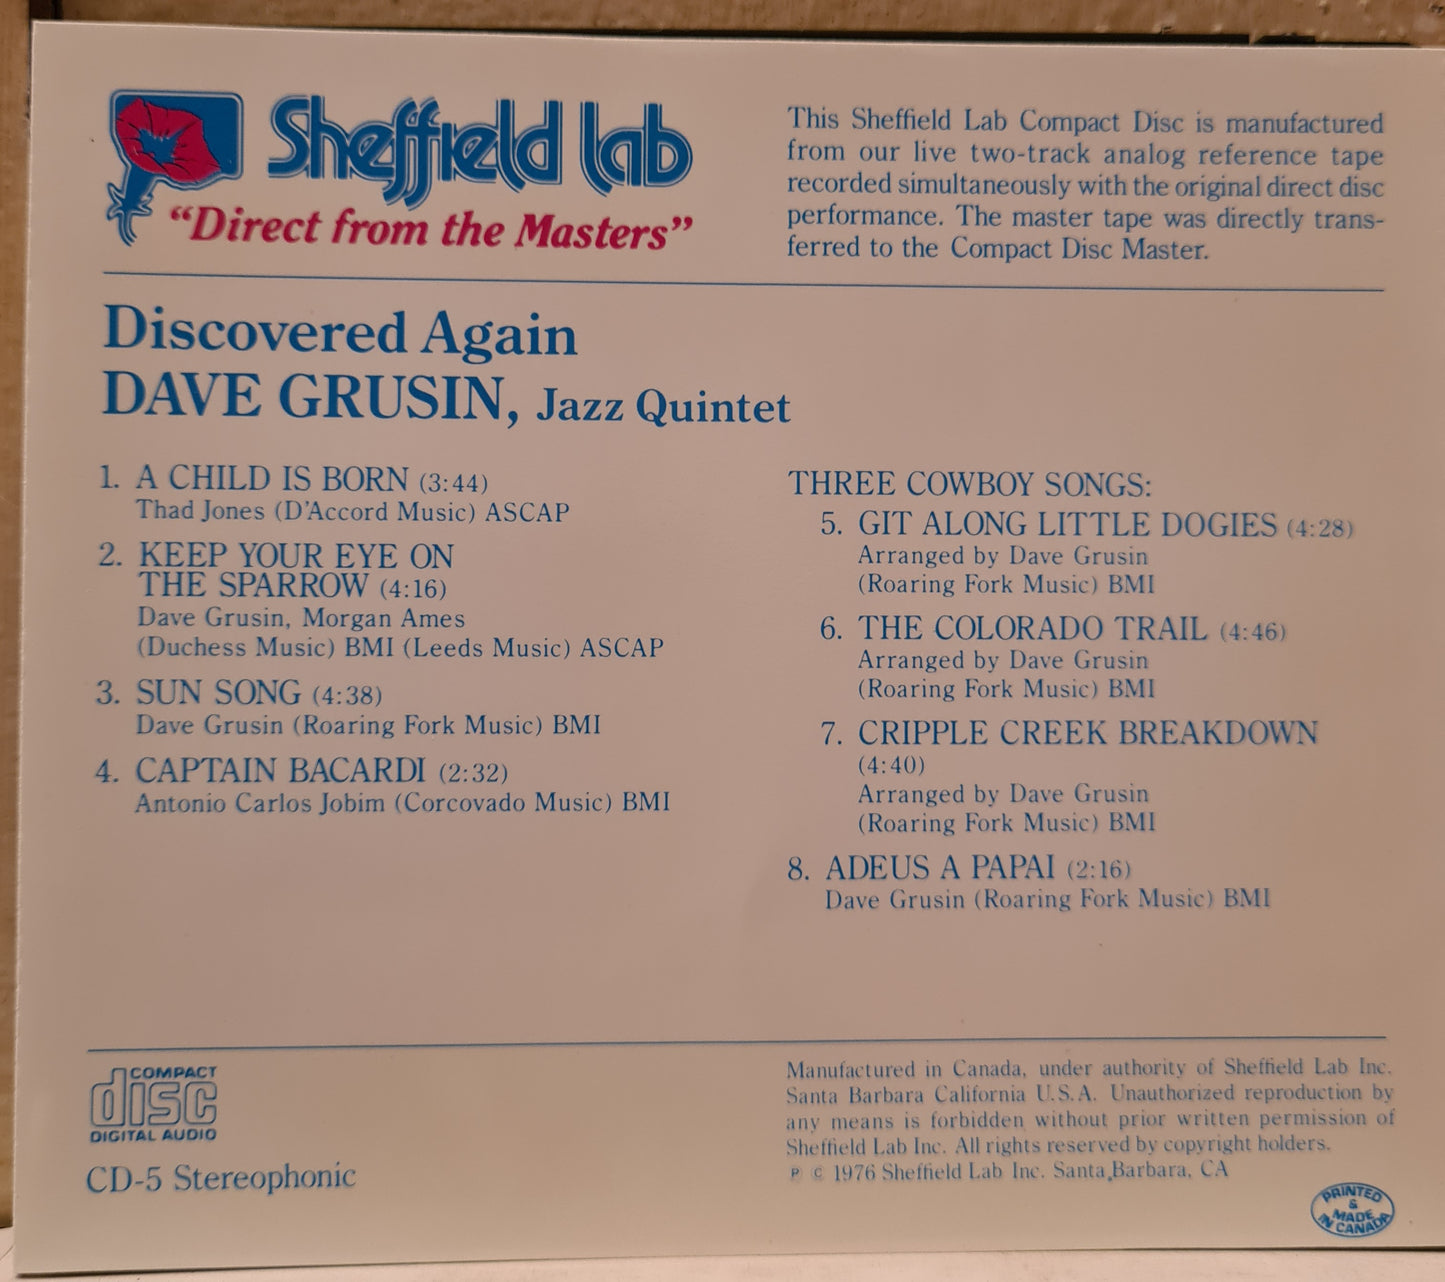 Sheffield Lab
"Direct from the Masters"
This Sheffield Lab Compact Disc is manufactured
from our live two-track analog reference tape
recorded simultaneously with the original direct disc
performance. The master tape was directly trans-
ferred to the Compact Disc Master.
Discovered Again
DAVE GRUSIN, Jazz Quintet
1. A CHILD IS BORN (3:44)
Thad Jones (D'Accord Music) ASCAP
2. KEEP YOUR EYE ON
THE SPARROW (4:16)
Dave Grusin, Morgan Ames
(Duchess Music) BMI (Leeds Music) ASCAP
3. SUN SONG (4:38)
Dave Grusin (Roaring Fork Music) BMI
4. CAPTAIN BACARDI (2:32)
Antonio Carlos Jobim (Corcovado Music) BMI
THREE COWBOY SONGS:
5. GIT ALONG LITTLE DOGIES (4:28)
Arranged by Dave Grusin
(Roaring Fork Music) BMI
6. THE COLORADO TRAIL (4:46)
Arranged by Dave Grusin
(Roaring Fork Music) BMI
7. CRIPPLE CREEK BREAKDOWN
(4:40)
Arranged by Dave Grusin
(Roaring Fork Music) BMI
8. ADEUS A PAPAI (2:16)
Dave Grusin (Roaring Fork Music) BMI
COMPACT
disc
DIGITAL AUDIO
CD-5 Stereophonic
Manufactured in Canada, under authority of Sheffield Lab Inc.
Santa Barbara California U.S.A. Unauthorized reproduction by
any means is forbidden without prior written permission of
Sheffield Lab Inc. All rights reserved by copyright holders.
℗ © 1976 Sheffield Lab Inc. Santa Barbara, CA
PRINTED
&
MADE
IN CANADA